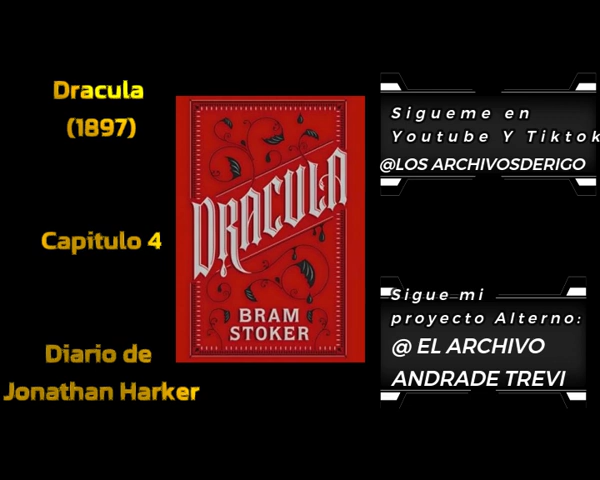 Dracula
(1897)
Capitulo 4
Diario de
Jonathan Harker
DRACULA
BRAM
STOKER
Sigueme en
Youtube Y Tiktok
@LOS ARCHIVOSDERIGO
Sigue mi
proyecto Alterno:
@ EL ARCHIVO
ANDRADE TREVI